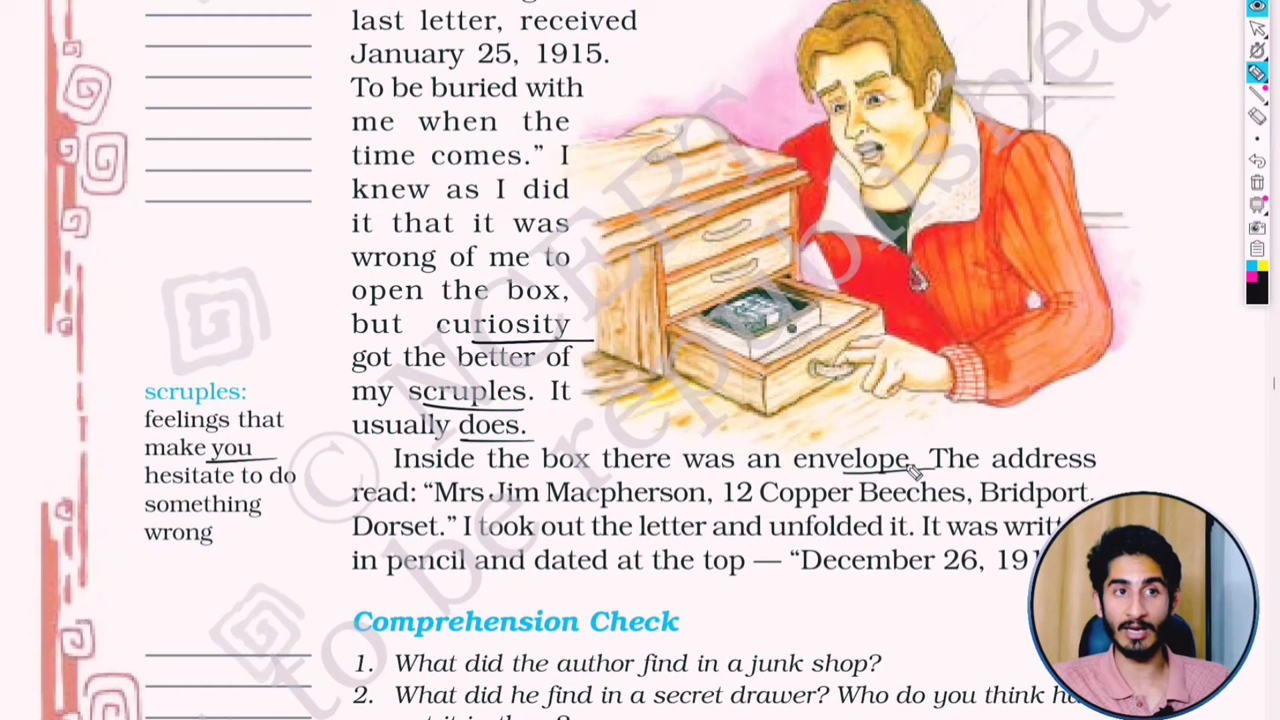 last letter, received
January 25, 1915.
To be buried with
me when the
time comes.” I
knew as I did
it that it was
wrong of me to
open the box,
but curiosity
got the better of
my scruples. It
usually does.
scruples:
feelings that
make you
hesitate to do
something
wrong
Inside the box there was an envelope. The address
read: “Mrs Jim Macpherson, 12 Copper Beeches, Bridport,
Dorset.” I took out the letter and unfolded it. It was
in pencil and dated at the top — “December 26,
Comprehension Check
1. What did the author find in a junk shop?
2. What did he find in a secret drawer? Who do you think
© NCERT
to be republished